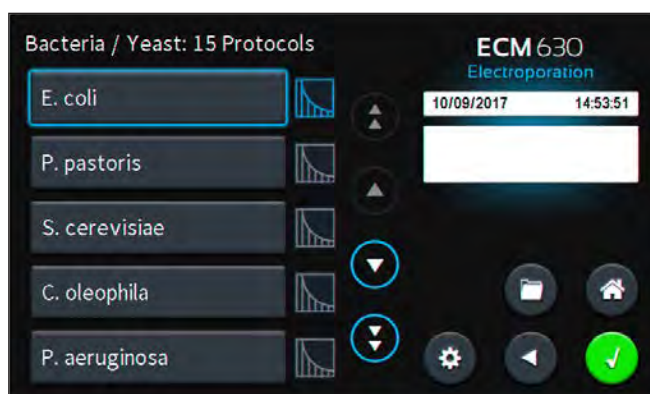 Bacteria / Yeast: 15 Protocols
E. coli
P. pastoris
S. cerevisiae
C. oleophila
P. aeruginosa
ECM 630
Electroporation
10/09/2017 14:53:51